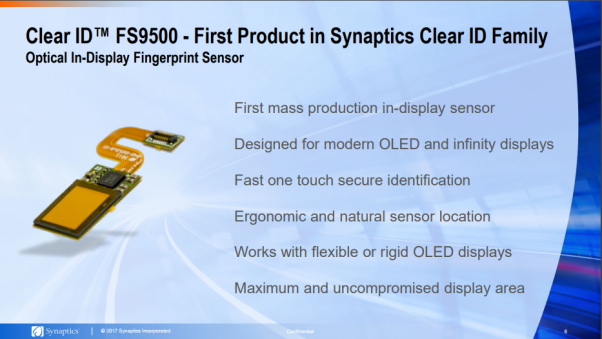 Clear ID™ FS9500 - First Product in Synaptics Clear ID Family
Optical In-Display Fingerprint Sensor
First mass production in-display sensor
Designed for modern OLED and infinity displays
Fast one touch secure identification
Ergonomic and natural sensor location
Works with flexible or rigid OLED displays
Maximum and uncompromised display area
Synaptics | © 2017 Synaptics Incorporated Confidential 6